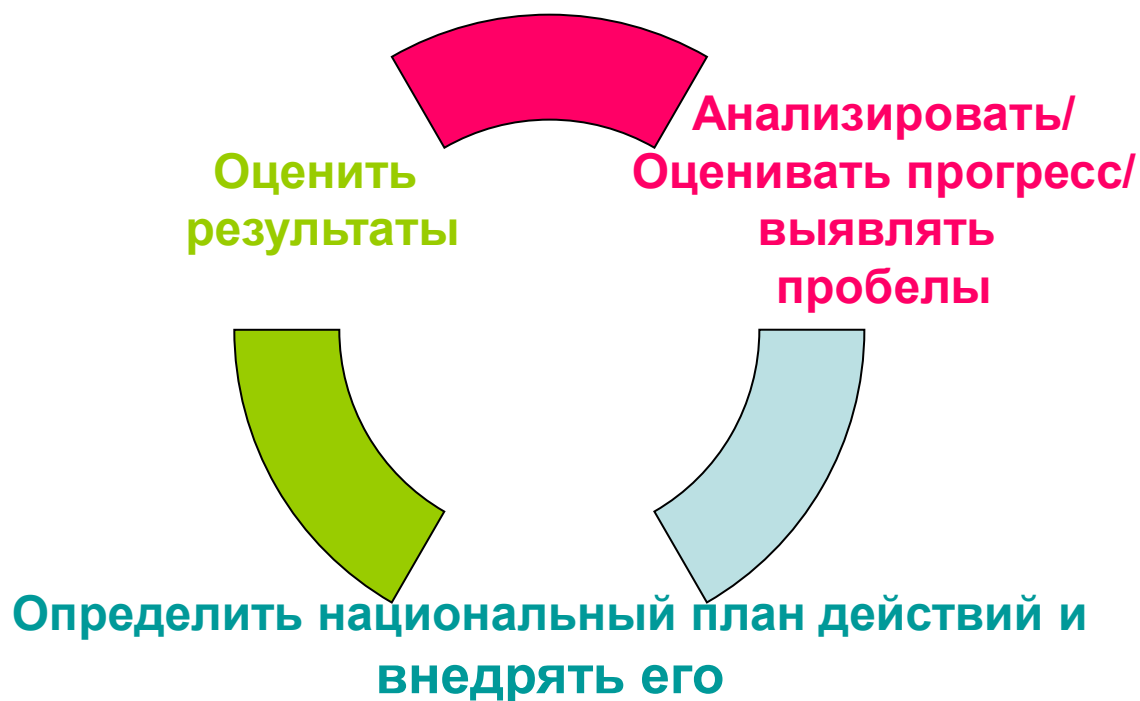 Анализировать/
Оценивать прогресс/
выявлять
пробелы
Оценить
результаты
Определить национальный план действий и
внедрять его